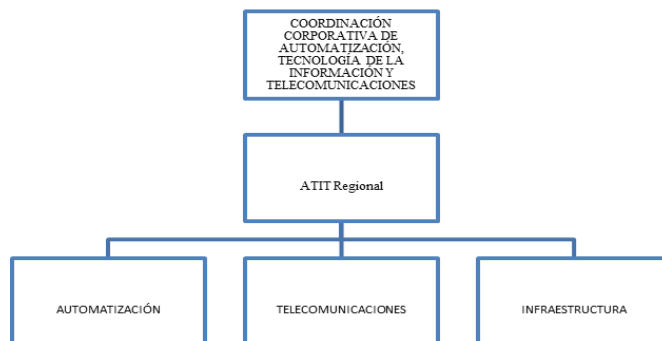 COORDINACIÓN
CORPORATIVA DE
AUTOMATIZACIÓN,
TECNOLOGÍA DE LA
INFORMACIÓN Y
TELECOMUNICACIONES
ATIT Regional
AUTOMATIZACIÓN
TELECOMUNICACIONES
INFRAESTRUCTURA